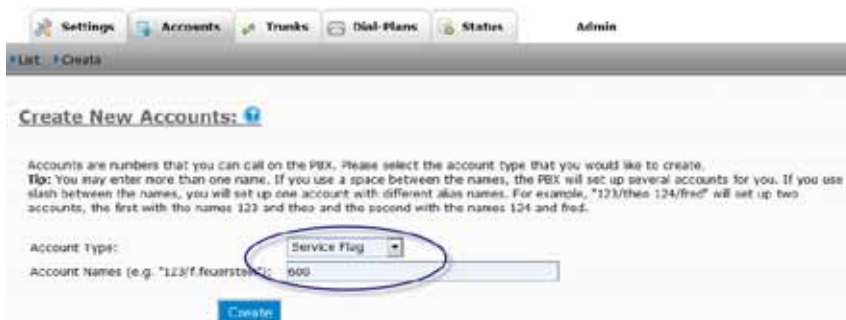 Settings Accounts Trunks Dial-Plans Status Admin
List Create
Create New Accounts:
Accounts are numbers that you can call on the PBX. Please select the account type that you would like to create.
Tip: You may enter more than one name. If you use a space between the names, the PBX will set up several accounts for you. If you use
slash between the names, you will set up one account with different alias names. For example, "123/theo 124/fred" will set up two
accounts, the first with the names 123 and theo and the second with the names 124 and fred.
Account Type: Service Flag
Account Names (e.g. "123/f.feuerstein"): 600
Create